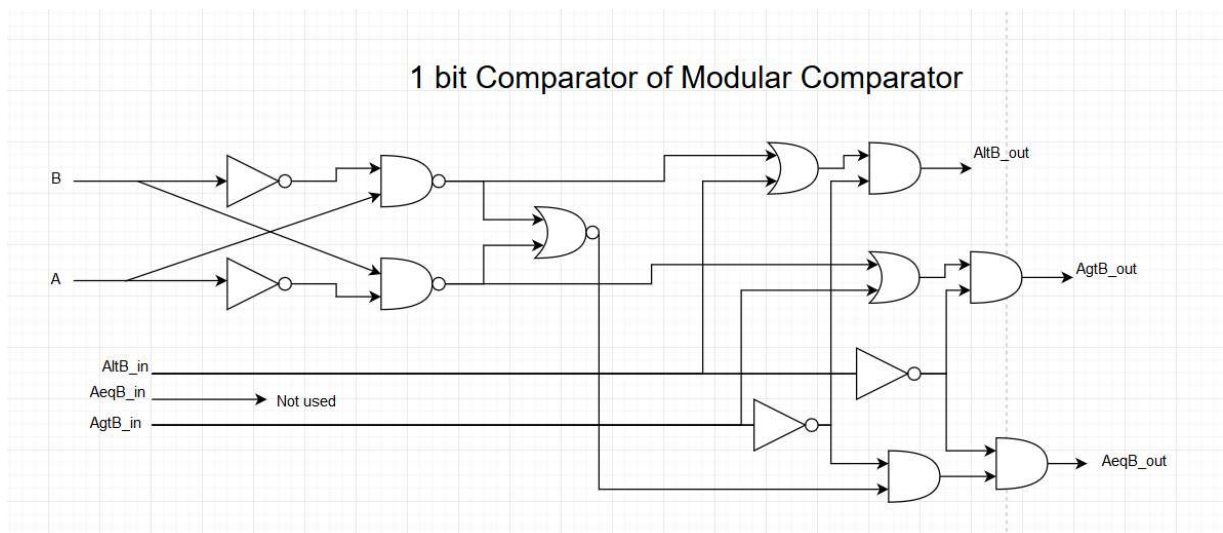 1 bit Comparator of Modular Comparator
AltB_out
B
A
AgtB_out
AltB_in
AeqB_in
Not used
AgtB_in
AeqB_out